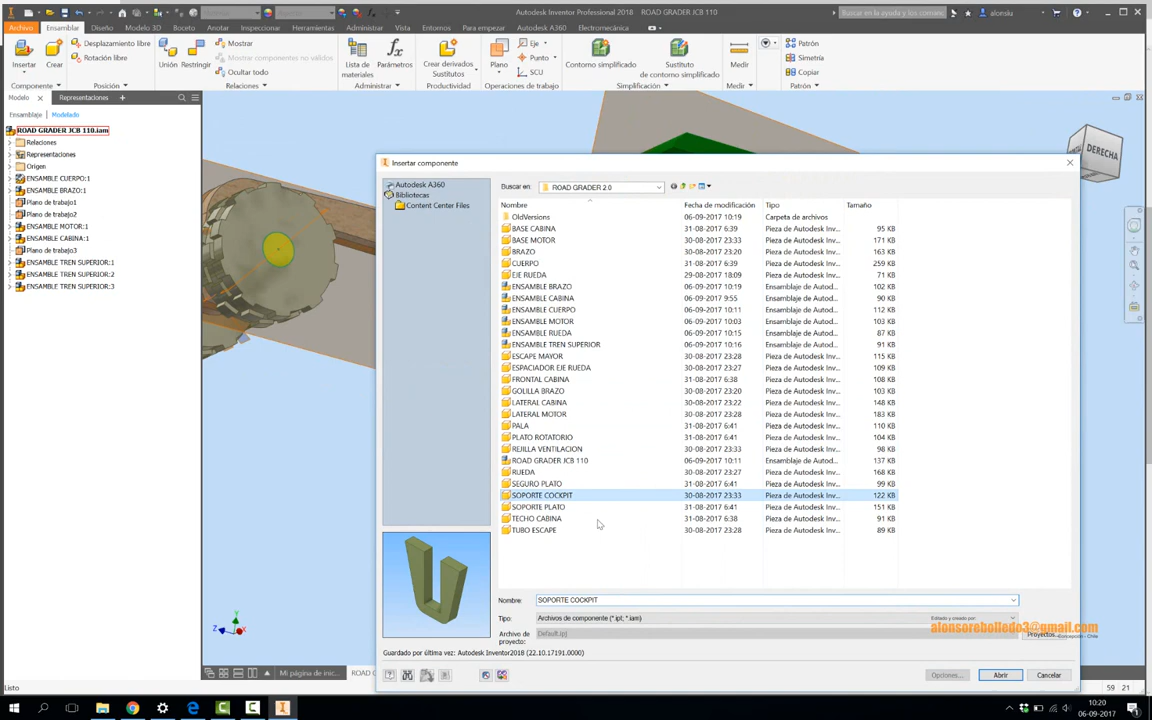 Autodesk Inventor Professional 2018   ROAD GRADER JCB 110
Buscar en la ayuda y los comandos
alonsiu
Archivo Ensamblar Diseño Modelo 3D Boceto Anotar Inspeccionar Herramientas Administrar Vista Entornos Para empezar Autodesk A360 Electromecánica
Insertar Crear
Desplazamiento libre
Rotación libre
Unión Restringir
Mostrar
Mostrar componentes no válidos
Ocultar todo
Lista de materiales
Parámetros
Crear derivados Sustitutos
Plano
Eje
Punto
SCU
Contorno simplificado
Sustituto de contorno simplificado
Medir
Patrón
Simetría
Copiar
Componente Posición Relaciones Administrar Productividad Operaciones de trabajo Simplificación Medir Patrón
Modelo Representaciones
Ensamblaje Modelado
ROAD GRADER JCB 110.iam
Relaciones
Representaciones
Origen
ENSAMBLE CUERPO:1
ENSAMBLE BRAZO:1
Plano de trabajo1
Plano de trabajo2
ENSAMBLE MOTOR:1
ENSAMBLE CABINA:1
Plano de trabajo3
ENSAMBLE TREN SUPERIOR:1
ENSAMBLE TREN SUPERIOR:2
ENSAMBLE TREN SUPERIOR:3
DERECHA
Insertar componente
Autodesk A360
Bibliotecas
Content Center Files
Buscar en: ROAD GRADER 2.0
Nombre Fecha de modificación Tipo Tamaño
OldVersions 06-09-2017 10:19 Carpeta de archivos
BASE CABINA 31-08-2017 6:39 Pieza de Autodesk Inv... 95 KB
BASE MOTOR 30-08-2017 23:33 Pieza de Autodesk Inv... 171 KB
BRAZO 30-08-2017 23:20 Pieza de Autodesk Inv... 163 KB
CUERPO 31-08-2017 6:39 Pieza de Autodesk Inv... 259 KB
EJE RUEDA 29-08-2017 18:09 Pieza de Autodesk Inv... 71 KB
ENSAMBLE BRAZO 06-09-2017 10:19 Ensamblaje de Autod... 102 KB
ENSAMBLE CABINA 06-09-2017 9:55 Ensamblaje de Autod... 90 KB
ENSAMBLE CUERPO 06-09-2017 10:11 Ensamblaje de Autod... 112 KB
ENSAMBLE MOTOR 06-09-2017 10:03 Ensamblaje de Autod... 103 KB
ENSAMBLE RUEDA 06-09-2017 10:15 Ensamblaje de Autod... 87 KB
ENSAMBLE TREN SUPERIOR 06-09-2017 10:16 Ensamblaje de Autod... 91 KB
ESCAPE MAYOR 30-08-2017 23:28 Pieza de Autodesk Inv... 115 KB
ESPACIADOR EJE RUEDA 30-08-2017 23:27 Pieza de Autodesk Inv... 109 KB
FRONTAL CABINA 31-08-2017 6:38 Pieza de Autodesk Inv... 108 KB
GOLILLA BRAZO 30-08-2017 23:20 Pieza de Autodesk Inv... 103 KB
LATERAL CABINA 30-08-2017 23:22 Pieza de Autodesk Inv... 148 KB
LATERAL MOTOR 30-08-2017 23:28 Pieza de Autodesk Inv... 183 KB
PALA 31-08-2017 6:41 Pieza de Autodesk Inv... 110 KB
PLATO ROTATORIO 31-08-2017 6:41 Pieza de Autodesk Inv... 104 KB
REJILLA VENTILACION 30-08-2017 23:33 Pieza de Autodesk Inv... 98 KB
ROAD GRADER JCB 110 06-09-2017 10:11 Ensamblaje de Autod... 137 KB
RUEDA 30-08-2017 23:27 Pieza de Autodesk Inv... 168 KB
SEGURO PLATO 31-08-2017 6:41 Pieza de Autodesk Inv... 99 KB
SOPORTE COCKPIT 30-08-2017 23:33 Pieza de Autodesk Inv... 122 KB
SOPORTE PLATO 31-08-2017 6:41 Pieza de Autodesk Inv... 151 KB
TECHO CABINA 31-08-2017 6:38 Pieza de Autodesk Inv... 91 KB
TUBO ESCAPE 30-08-2017 23:28 Pieza de Autodesk Inv... 89 KB
Nombre: SOPORTE COCKPIT
Tipo: Archivos de componente (*.ipt; *.iam)
Editado y creado por:
alonsorebolledo3@gmail.com
Concepción - Chile
Archivo de proyecto: Default.ipj
Proyectos...
Guardado por última vez: Autodesk Inventor2018 (22.10.17191.0000)
Opciones... Abrir Cancelar
Mi página de inic... ROAD G
Listo
59 21
10:20
06-09-2017